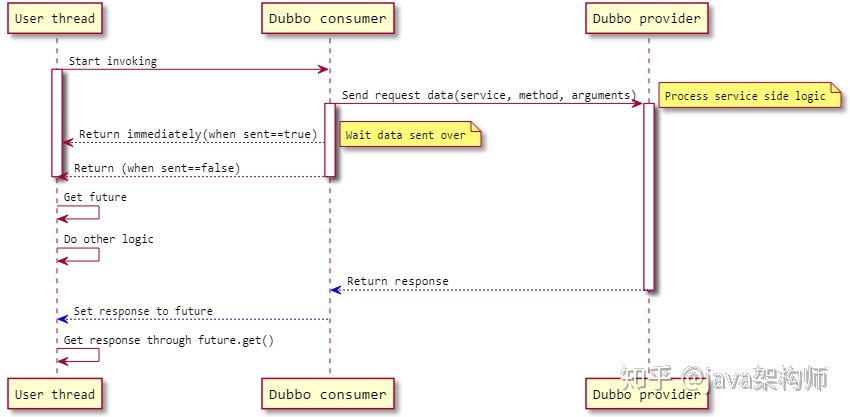 User thread
Dubbo consumer
Dubbo provider
Start invoking
Send request data(service, method, arguments)
Process service side logic
Return immediately(when sent==true)
Wait data sent over
Return (when sent==false)
Get future
Do other logic
Return response
Set response to future
Get response through future.get()
User thread
Dubbo consumer
Dubbo provider
知乎 @java架构师